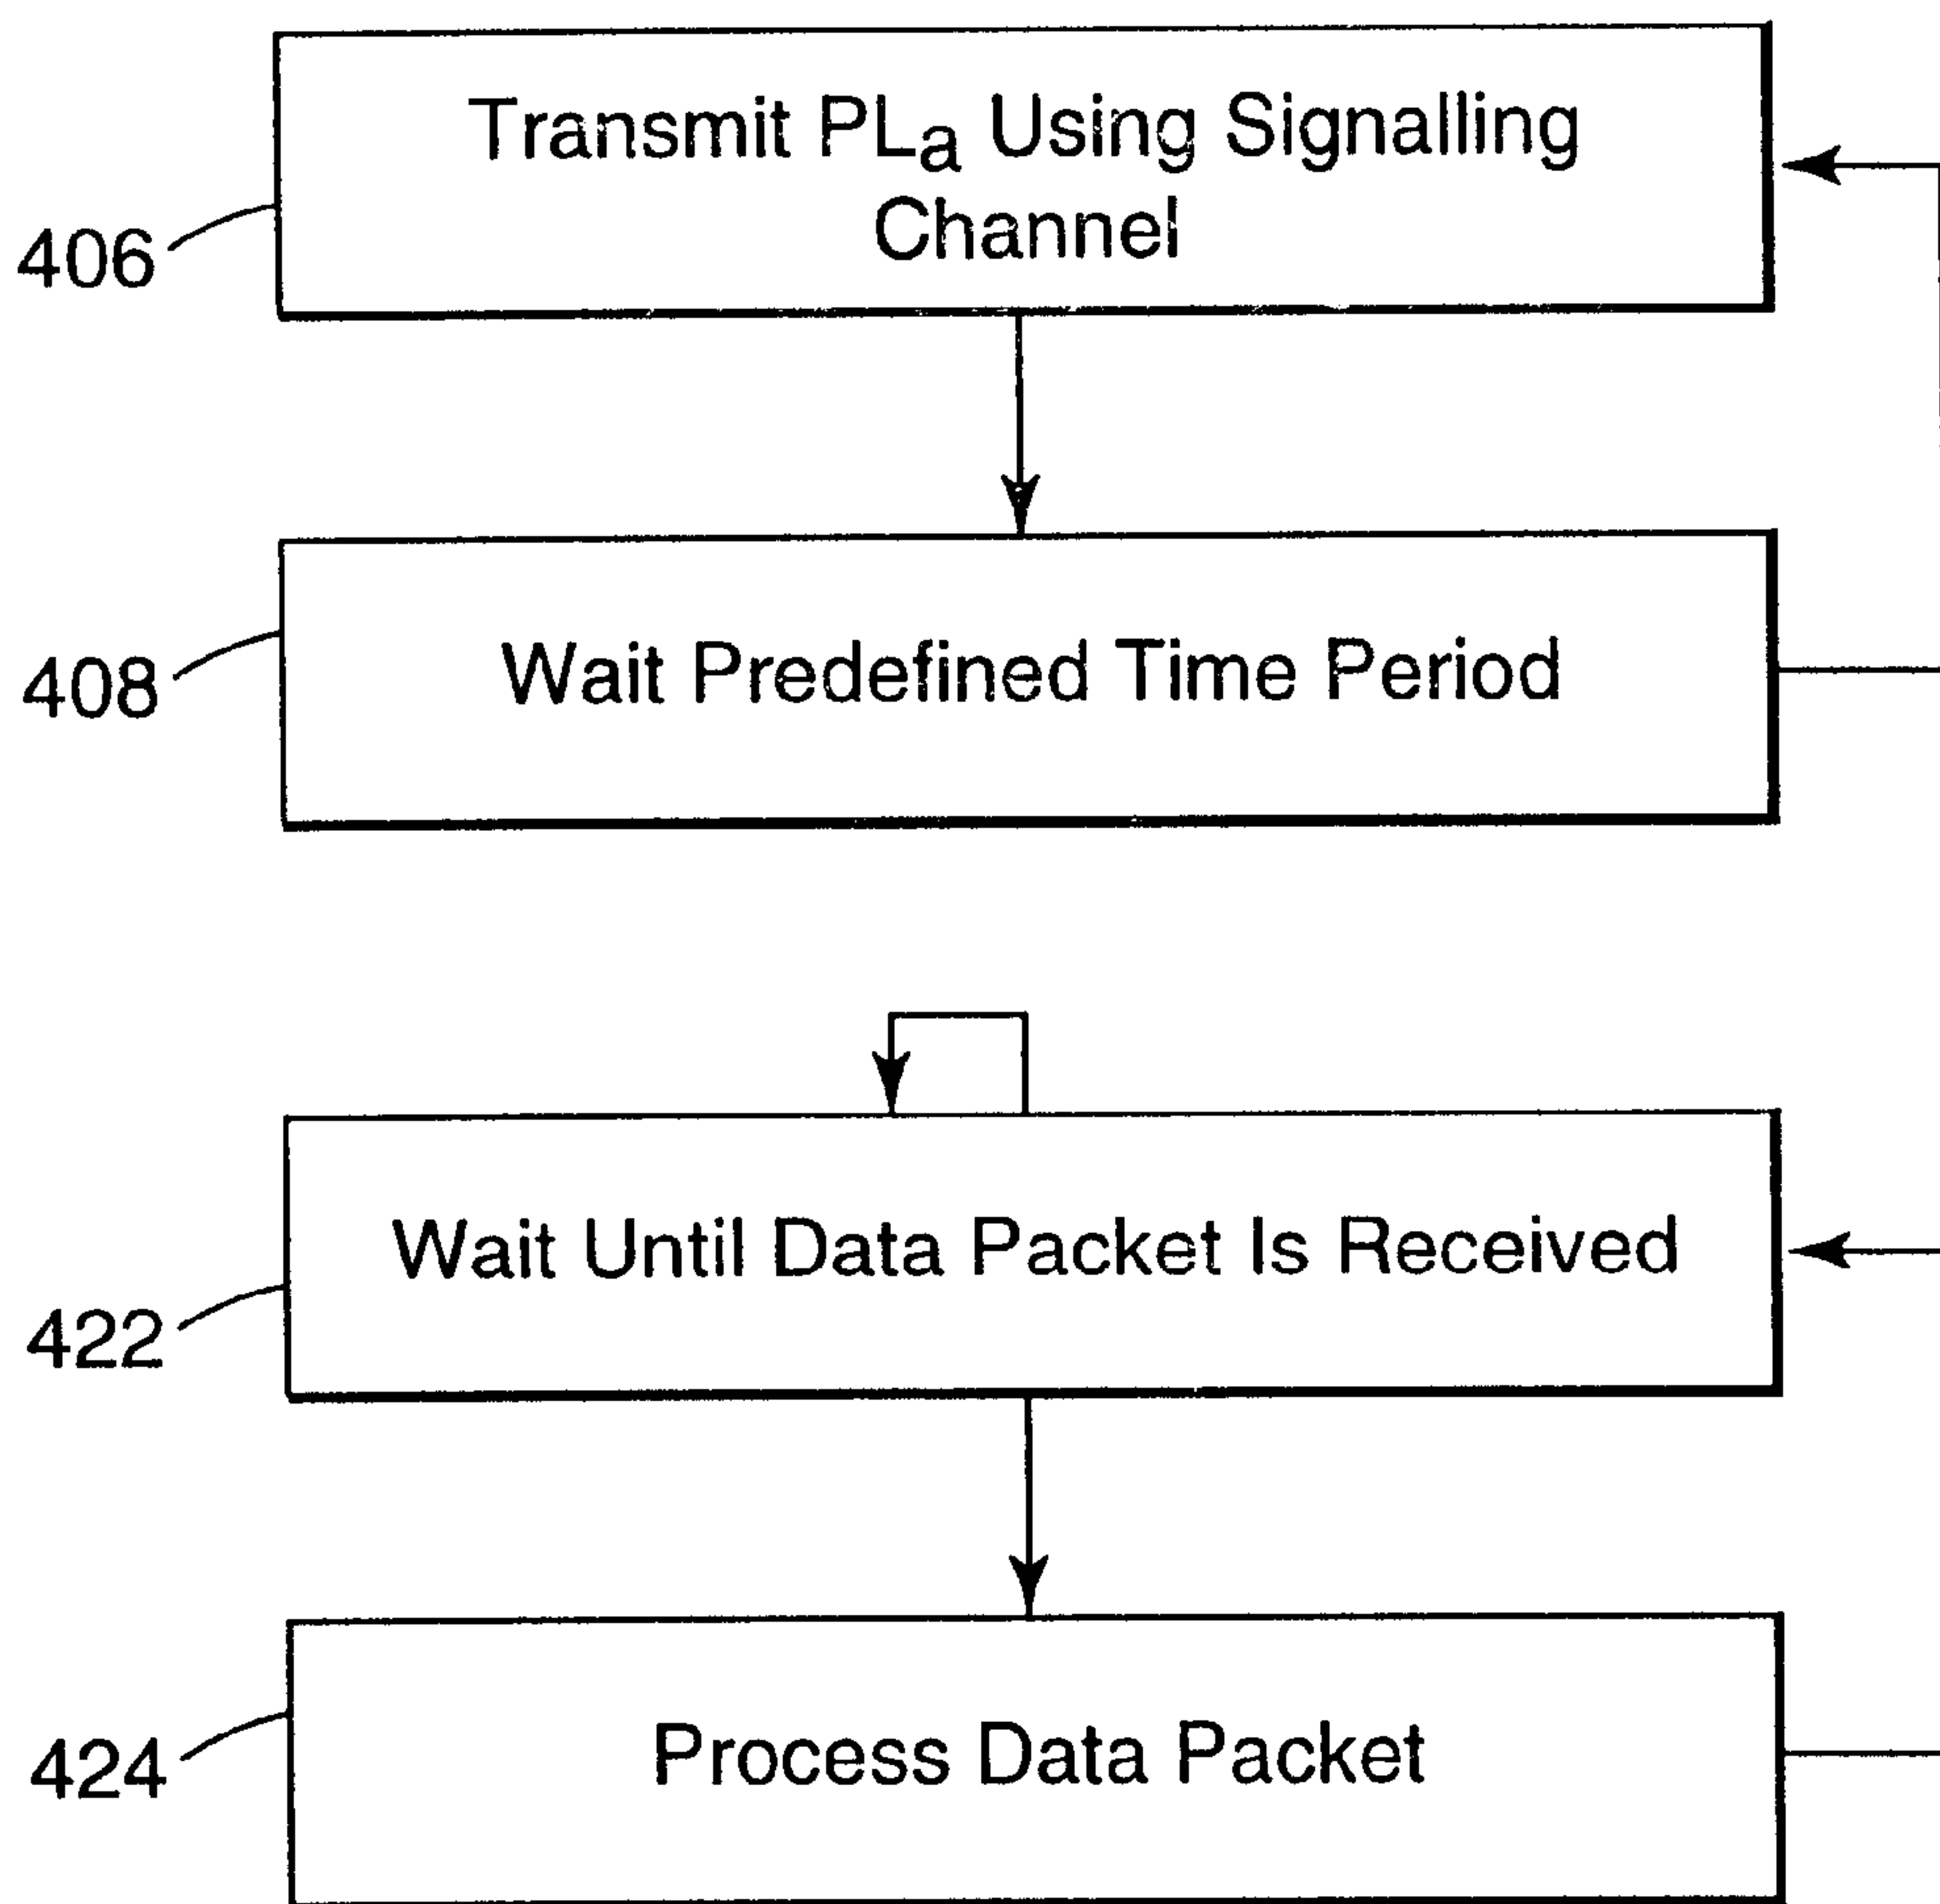 Transmit PLa Using Signalling
Channel
406
Wait Predefined Time Period
408
Wait Until Data Packet Is Received
422
Process Data Packet
424